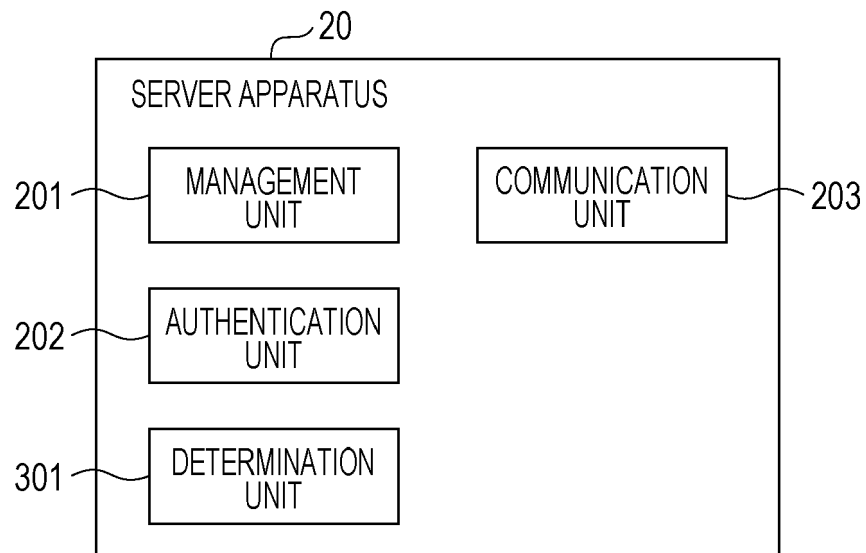 20
SERVER APPARATUS
201
MANAGEMENT
UNIT
COMMUNICATION
UNIT
203
202
AUTHENTICATION
UNIT
301
DETERMINATION
UNIT